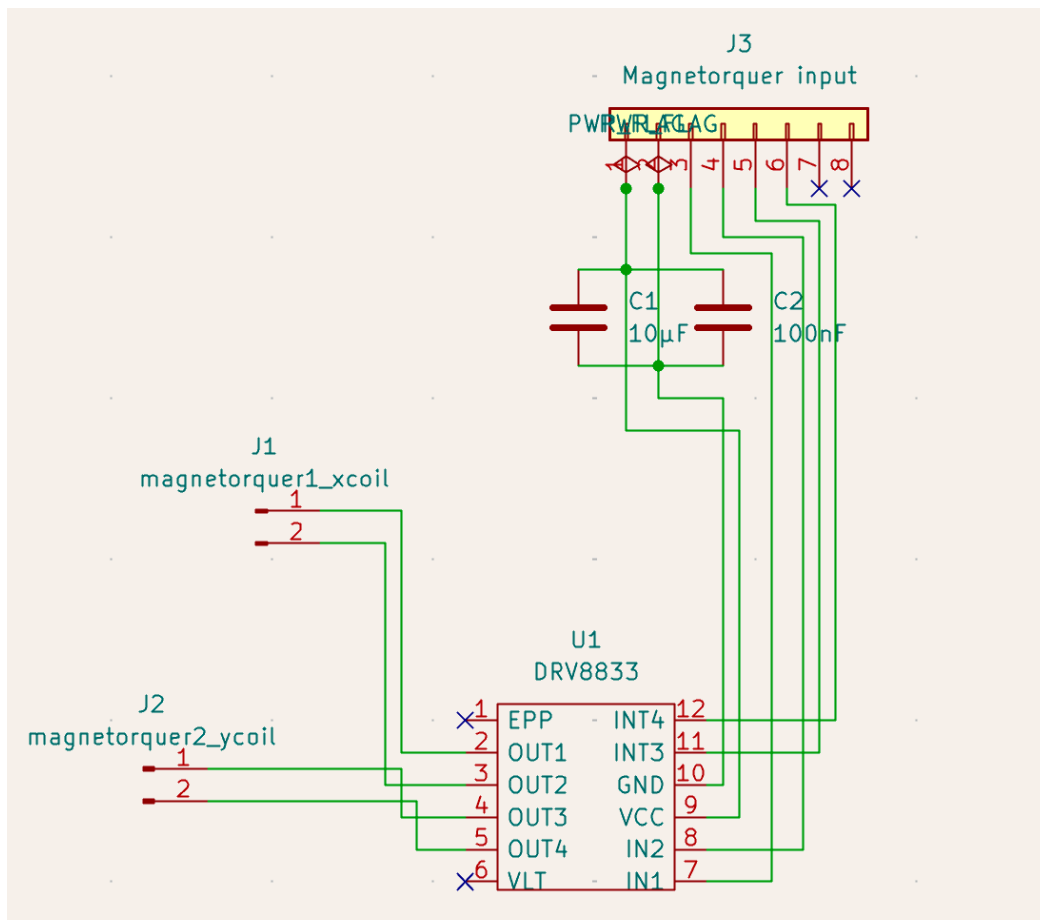 J3
Magnetorquer input
PWR_FLAG
PWR_FLAG
1 2 3 4 5 6 7 8
C1
10µF
C2
100nF
J1
magnetorquer1_xcoil
1
2
U1
DRV8833
J2
magnetorquer2_ycoil
1
2
1 EPP INT4 12
2 OUT1 INT3 11
3 OUT2 GND 10
4 OUT3 VCC 9
5 OUT4 IN2 8
6 VLT IN1 7